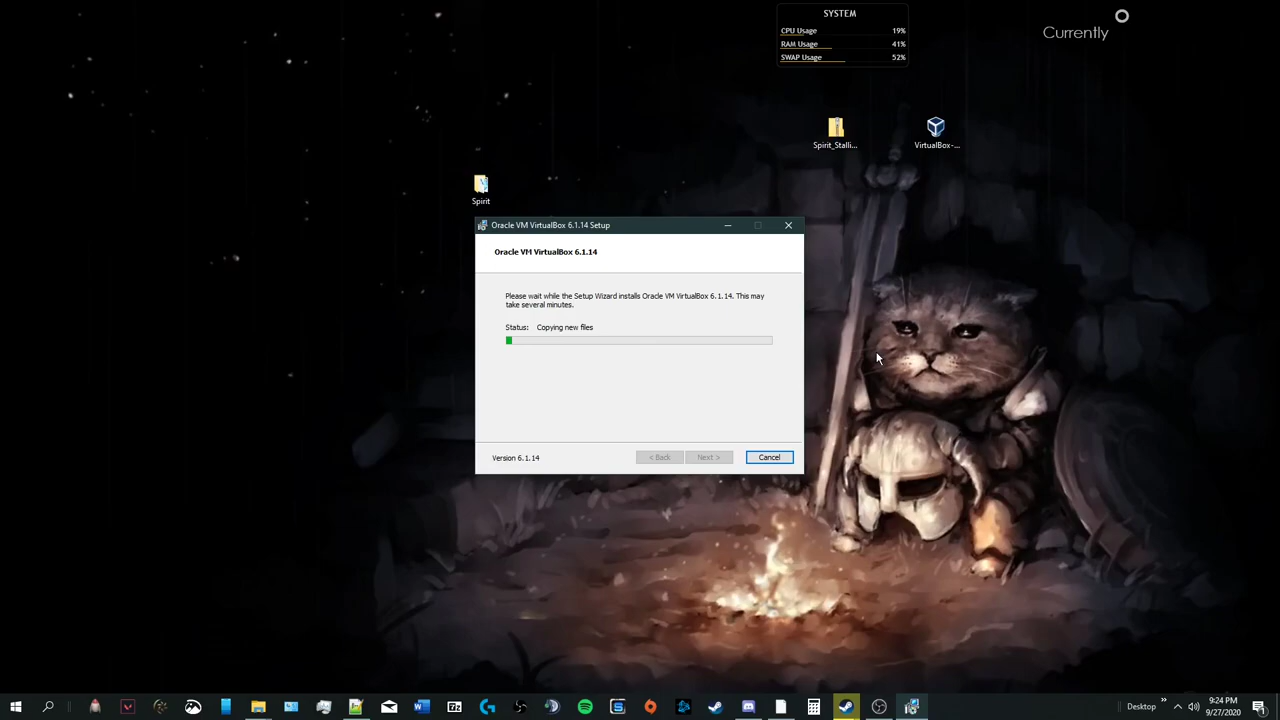 SYSTEM
CPU Usage 19%
RAM Usage 41%
SWAP Usage 52%
Currently
Spirit_Stalli...
VirtualBox-...
Spirit
Oracle VM VirtualBox 6.1.14 Setup
Oracle VM VirtualBox 6.1.14
Please wait while the Setup Wizard installs Oracle VM VirtualBox 6.1.14. This may
take several minutes.
Status: Copying new files
Version 6.1.14
< Back
Next >
Cancel
Desktop
9:24 PM
9/27/2020